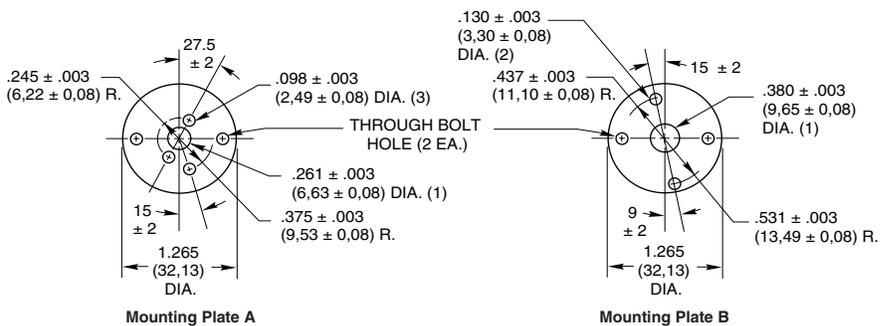 27.5
± 2
.245 ± .003
(6,22 ± 0,08) R.
.098 ± .003
(2,49 ± 0,08) DIA. (3)
THROUGH BOLT
HOLE (2 EA.)
.261 ± .003
(6,63 ± 0,08) DIA. (1)
.375 ± .003
(9,53 ± 0,08) R.
15
± 2
1.265
(32,13)
DIA.
Mounting Plate A
.130 ± .003
(3,30 ± 0,08)
DIA. (2)
15 ± 2
.437 ± .003
(11,10 ± 0,08) R.
.380 ± .003
(9,65 ± 0,08)
DIA. (1)
9
± 2
.531 ± .003
(13,49 ± 0,08) R.
1.265
(32,13)
DIA.
Mounting Plate B